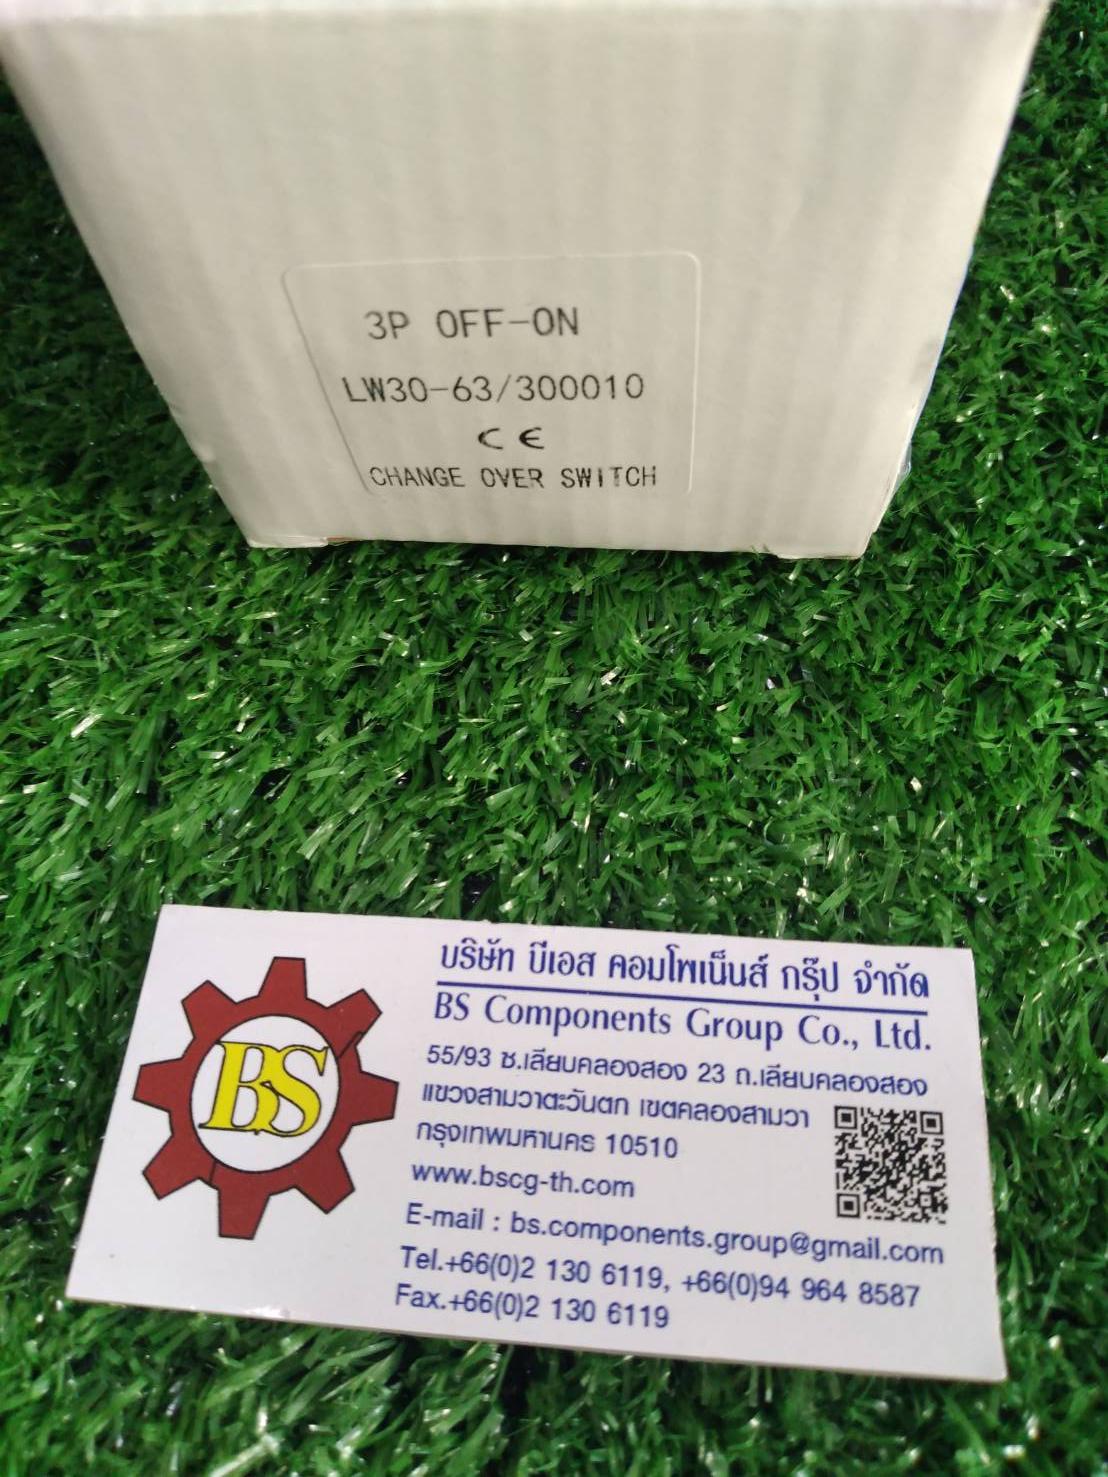 3P OFF-ON
LW30-63/300010
CE
CHANGE OVER SWITCH
BS
บริษัท บีเอส คอมโพเน็นส์ กรุ๊ป จำกัด
BS Components Group Co., Ltd.
55/93 ซ.เลียบคลองสอง 23 ถ.เลียบคลองสอง
แขวงสามวาตะวันตก เขตคลองสามวา
กรุงเทพมหานคร 10510
www.bscg-th.com
E-mail : bs.components.group@gmail.com
Tel.+66(0)2 130 6119, +66(0)94 964 8587
Fax.+66(0)2 130 6119